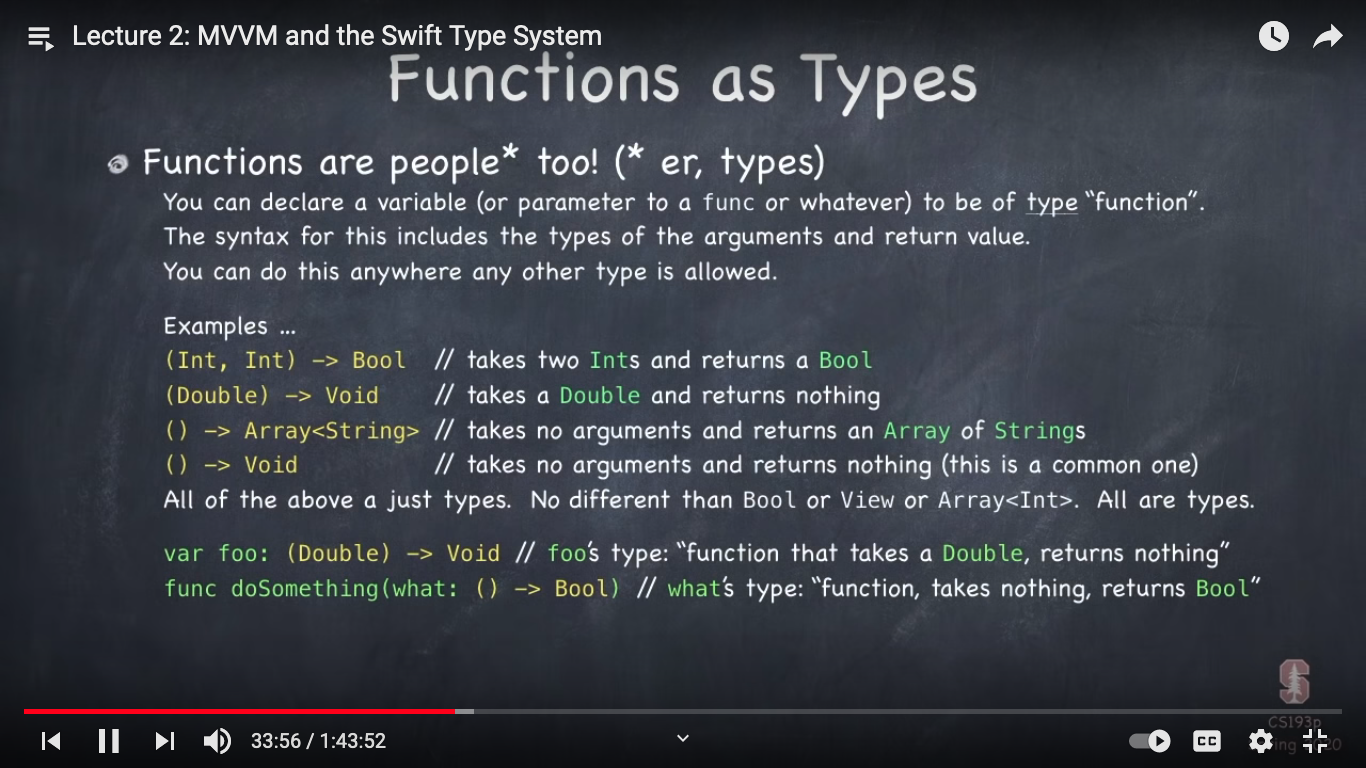 Lecture 2: MVVM and the Swift Type System
Functions as Types
Functions are people* too! (* er, types)
You can declare a variable (or parameter to a func or whatever) to be of type “function”.
The syntax for this includes the types of the arguments and return value.
You can do this anywhere any other type is allowed.
Examples ...
(Int, Int) -> Bool // takes two Ints and returns a Bool
(Double) -> Void // takes a Double and returns nothing
() -> Array<String> // takes no arguments and returns an Array of Strings
() -> Void // takes no arguments and returns nothing (this is a common one)
All of the above a just types. No different than Bool or View or Array<Int>. All are types.
var foo: (Double) -> Void // foo’s type: “function that takes a Double, returns nothing”
func doSomething(what: () -> Bool) // what’s type: “function, takes nothing, returns Bool”
S
CS193p
33:56 / 1:43:52
CC